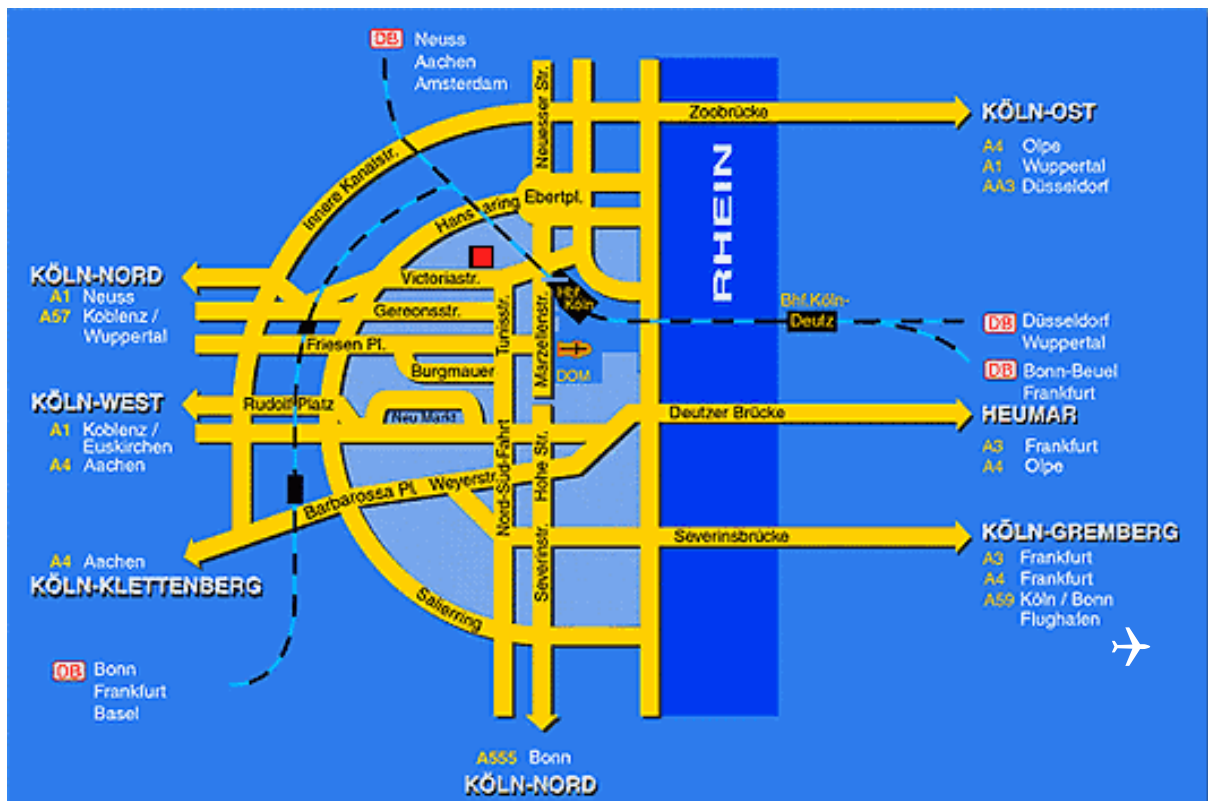 DB Neuss
Aachen
Amsterdam
Neuesser Str.
Zoobrücke
KÖLN-OST
A4 Olpe
A1 Wuppertal
AA3 Düsseldorf
Innere Kanalstr.
Hansaring
Ebertpl.
RHEIN
KÖLN-NORD
A1 Neuss
A57 Koblenz /
Wuppertal
Victoriastr.
Gereonsstr.
Friesen Pl.
Burgmauer
Tunisstr.
Marzellenstr.
Hbf.
Köln
DOM
Bhf.Köln-
Deutz
DB Düsseldorf
Wuppertal
DB Bonn-Beuel
Frankfurt
KÖLN-WEST
A1 Koblenz /
Euskirchen
A4 Aachen
Rudolf Platz
Neu Markt
Deutzer Brücke
HEUMAR
A3 Frankfurt
A4 Olpe
Nord-Süd-Fahrt
Hohe Str.
Barbarossa Pl.
Weyerstr.
Severinstr.
Severinsbrücke
KÖLN-GREMBERG
A3 Frankfurt
A4 Frankfurt
A59 Köln / Bonn
Flughafen
A4 Aachen
KÖLN-KLETTENBERG
Salierring
DB Bonn
Frankfurt
Basel
A555 Bonn
KÖLN-NORD